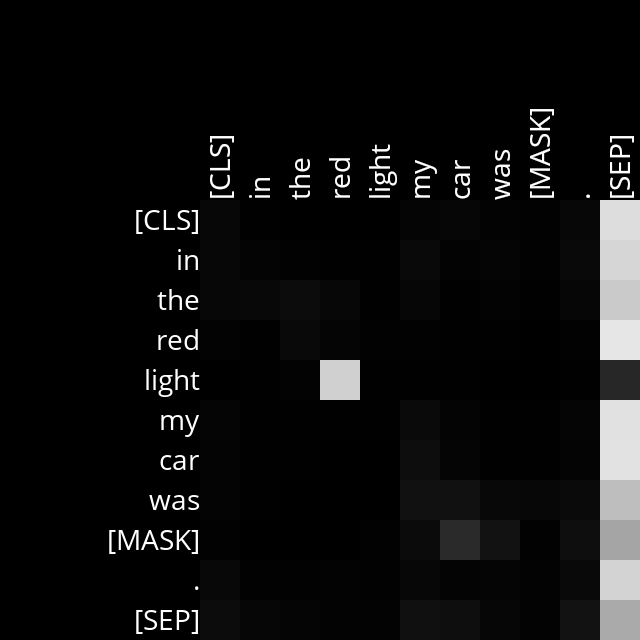 [CLS] in the red light my car was [MASK] . [SEP]
[CLS]
in
the
red
light
my
car
was
[MASK]
.
[SEP]